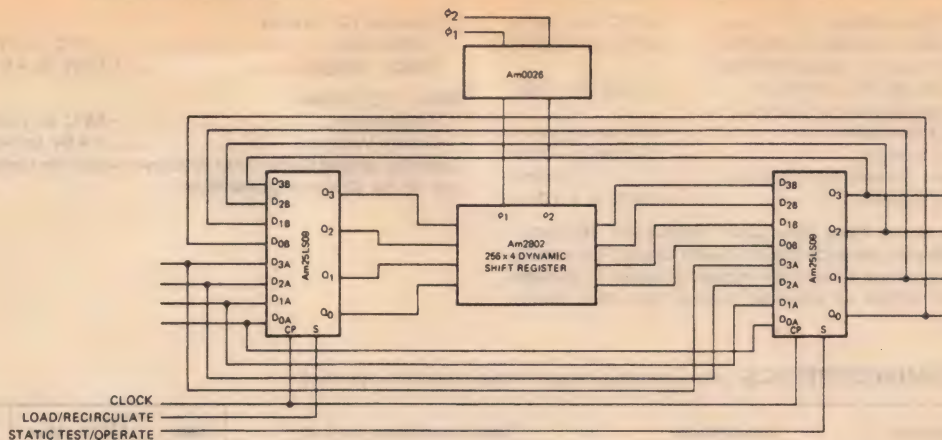 φ2
φ1
Am0026
D3B
D2B
D1B
D0B
D3A
D2A
D1A
D0A
Q3
Q2
Q1
Q0
Am25LS09
CP
S
φ1
φ2
Am2802
256 × 4 DYNAMIC
SHIFT REGISTER
D3B
D2B
D1B
D0B
D3A
D2A
D1A
D0A
Q3
Q2
Q1
Q0
Am25LS09
CP
S
CLOCK
LOAD/RECIRCULATE
STATIC TEST/OPERATE